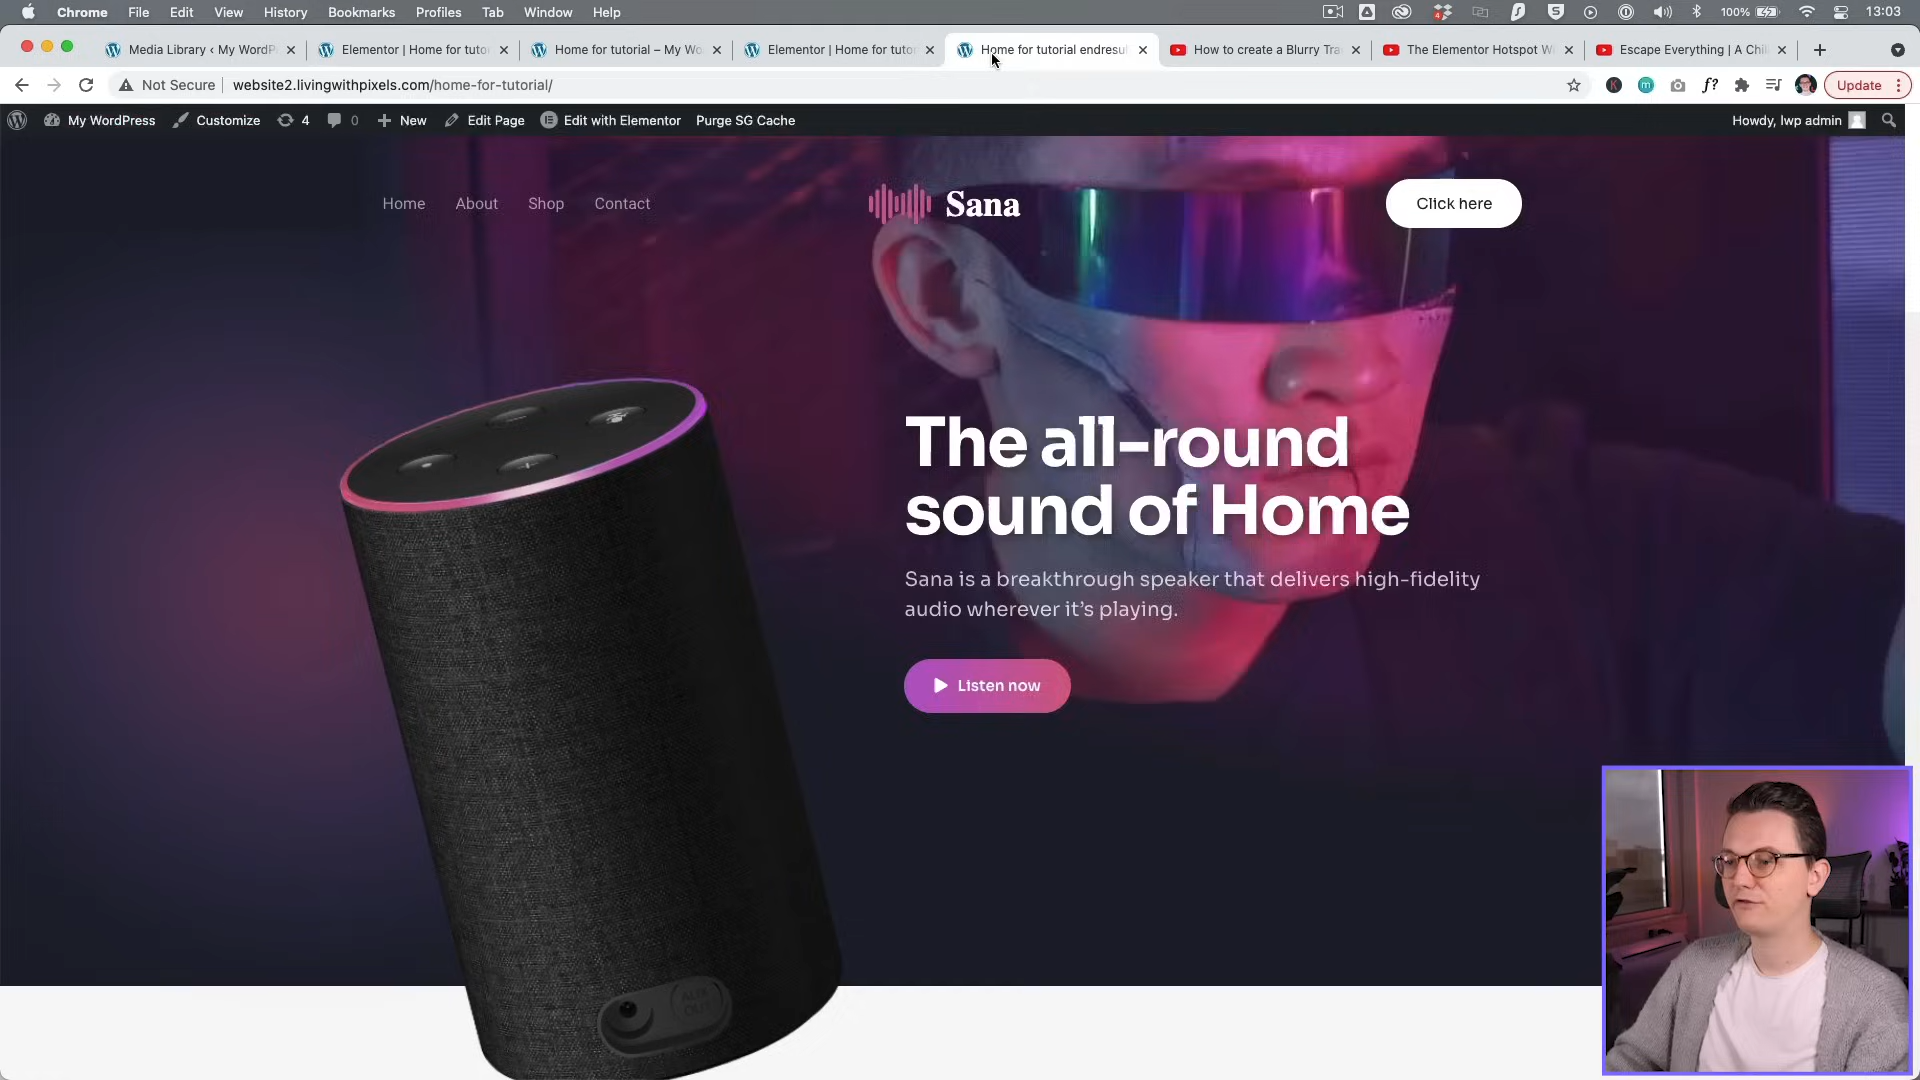 Chrome File Edit View History Bookmarks Profiles Tab Window Help 4 100% 13:03
Media Library ‹ My WordP Elementor | Home for tuto Home for tutorial – My Wo Elementor | Home for tuto Home for tutorial endresul How to create a Blurry Tra The Elementor Hotspot W Escape Everything | A Chil
Not Secure website2.livingwithpixels.com/home-for-tutorial/ K m f? Update
My WordPress Customize 4 0 New Edit Page Edit with Elementor Purge SG Cache Howdy, lwp admin
Home About Shop Contact Sana Click here
The all-round
sound of Home
Sana is a breakthrough speaker that delivers high-fidelity
audio wherever it's playing.
Listen now